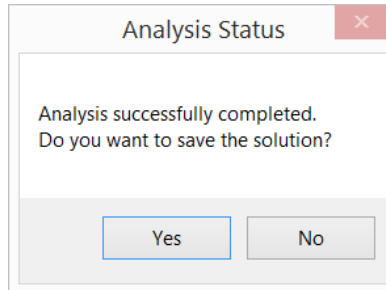 Analysis Status
Analysis successfully completed.
Do you want to save the solution?
Yes
No